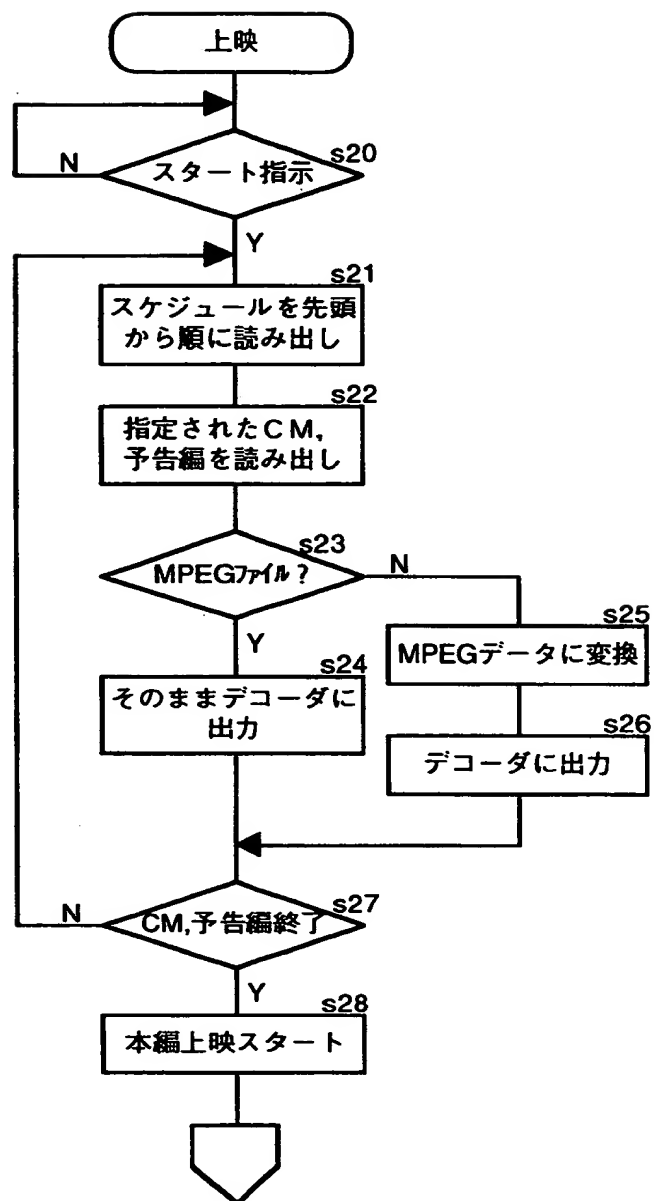 上映
s20
スタート指示
N
Y
s21
スケジュールを先頭
から順に読み出し
s22
指定されたＣＭ,
予告編を読み出し
s23
MPEGﾌｧｲﾙ？
N
Y
s24
そのままデコーダに
出力
s25
MPEGデータに変換
s26
デコーダに出力
s27
CM,予告編終了
N
Y
s28
本編上映スタート